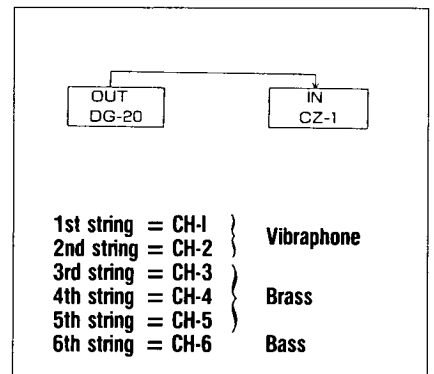 OUT IN
DG-20 CZ-1
1st string = CH-I
2nd string = CH-2
Vibraphone
3rd string = CH-3
4th string = CH-4
Brass
5th string = CH-5
6th string = CH-6 Bass